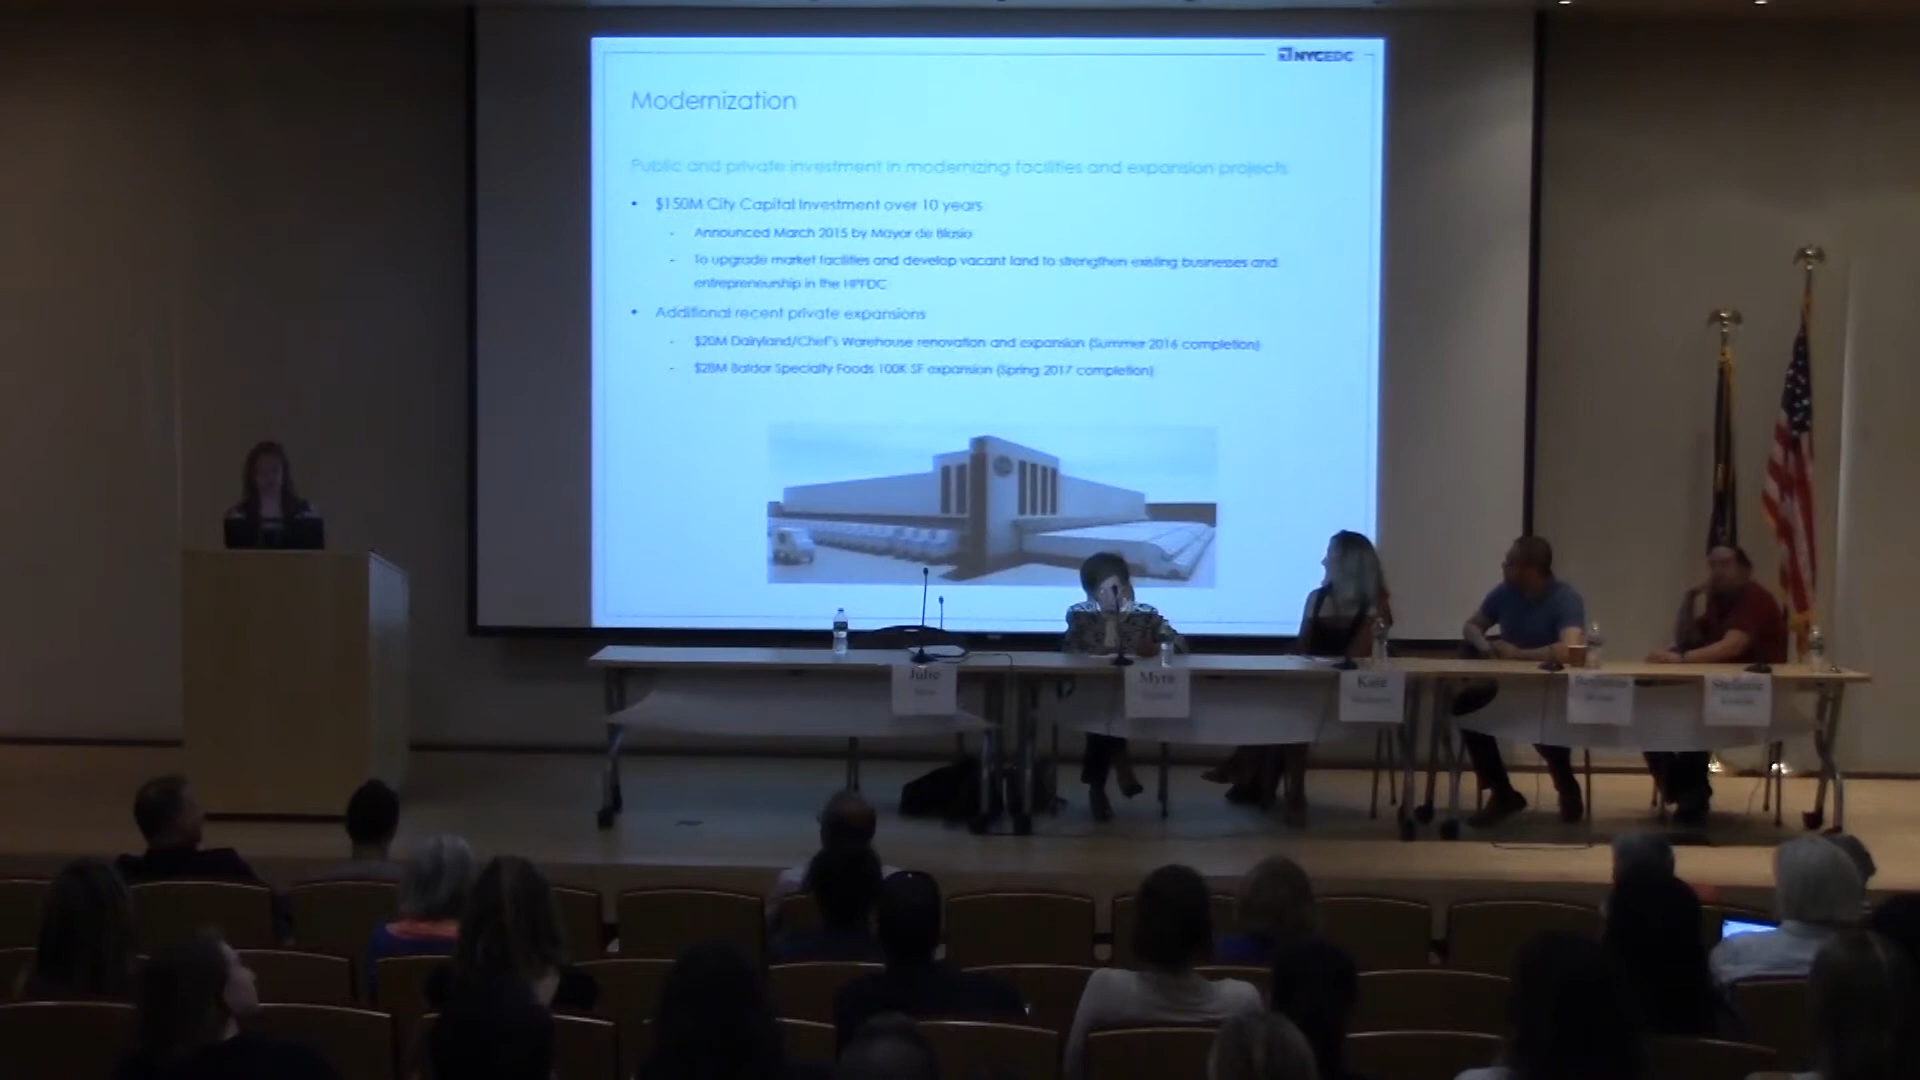 NYCEDC
Modernization
Public and private investment in modernizing facilities and expansion projects
• $150M City Capital Investment over 10 years
- Announced March 2015 by Mayor de Blasio
- To upgrade market facilities and develop vacant land to strengthen existing businesses and
entrepreneurship in the HPFDC
• Additional recent private expansions
- $20M Dairyland/Chef's Warehouse renovation and expansion (Summer 2016 completion)
- $28M Baldor Specialty Foods 100K SF expansion (Spring 2017 completion)
Julie
Myra
Kate